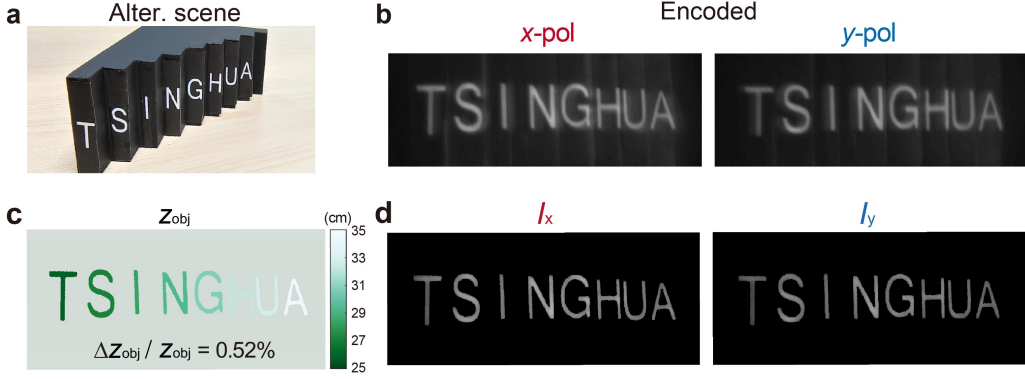 a
Alter. scene
TSINGHUA
b
Encoded
x-pol
y-pol
TSINGHUA
TSINGHUA
c
zobj
(cm)
TSINGHUA
Δzobj / zobj = 0.52%
35
33
31
29
27
25
d
Ix
Iy
TSINGHUA
TSINGHUA